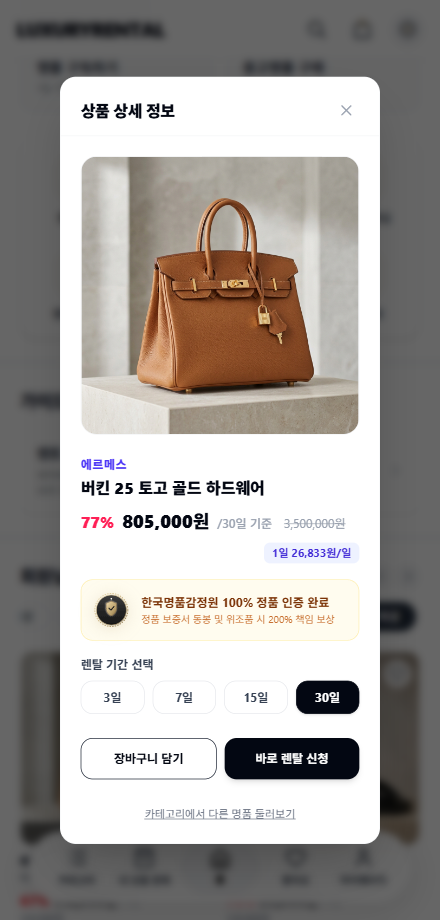 LUXURYRENTAL
상품 상세 정보
에르메스
버킨 25 토고 골드 하드웨어
77% 805,000원 /30일 기준 3,500,000원
1일 26,833원/일
한국명품감정원 100% 정품 인증 완료
정품 보증서 동봉 및 위조품 시 200% 책임 보상
렌탈 기간 선택
3일 7일 15일 30일
장바구니 담기 바로 렌탈 신청
카테고리에서 다른 명품 둘러보기